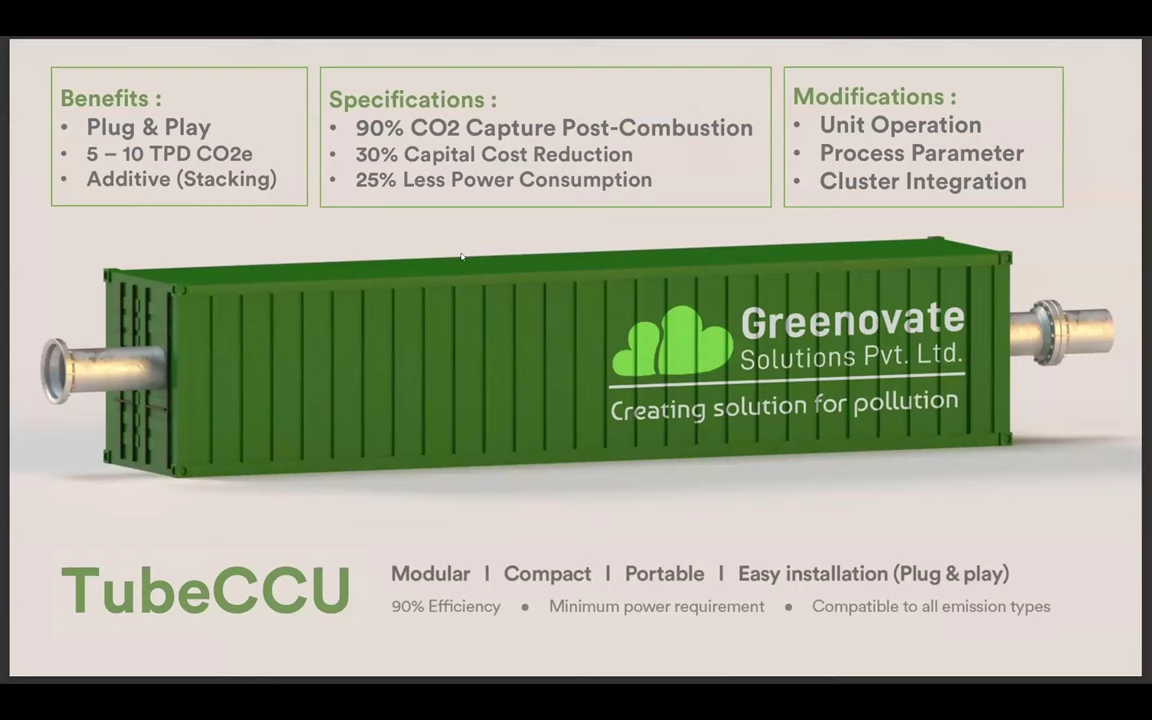 Benefits :
• Plug & Play
• 5 – 10 TPD CO2e
• Additive (Stacking)
Specifications :
• 90% CO2 Capture Post-Combustion
• 30% Capital Cost Reduction
• 25% Less Power Consumption
Modifications :
• Unit Operation
• Process Parameter
• Cluster Integration
Greenovate
Solutions Pvt. Ltd.
Creating solution for pollution
TubeCCU
Modular | Compact | Portable | Easy installation (Plug & play)
90% Efficiency • Minimum power requirement • Compatible to all emission types